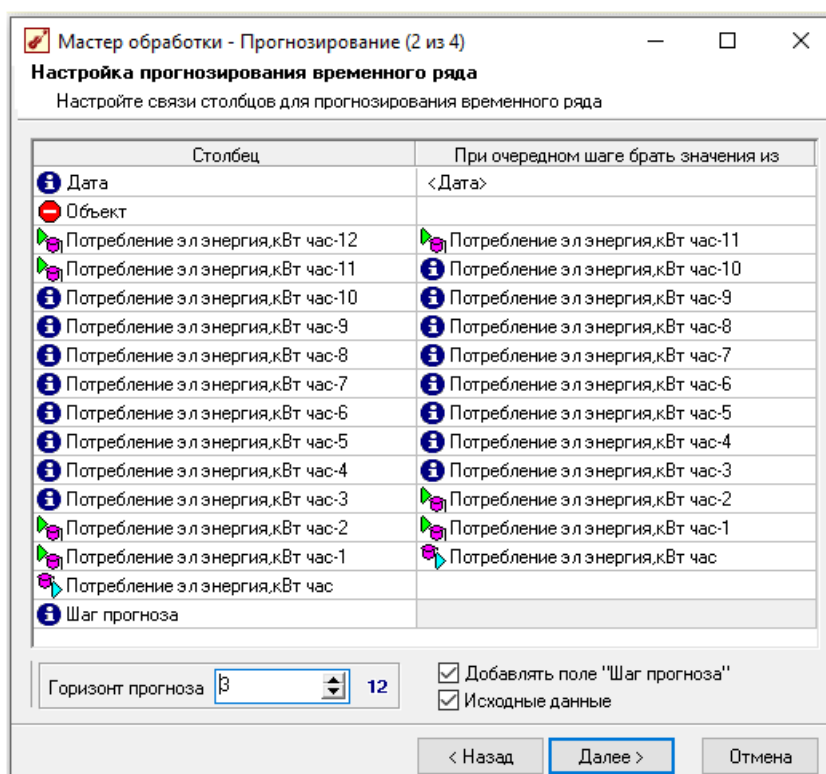 Мастер обработки - Прогнозирование (2 из 4)
Настройка прогнозирования временного ряда
Настройте связи столбцов для прогнозирования временного ряда
Столбец При очередном шаге брать значения из
Дата <Дата>
Объект
Потребление эл энергия,кВт час-12 Потребление эл энергия,кВт час-11
Потребление эл энергия,кВт час-11 Потребление эл энергия,кВт час-10
Потребление эл энергия,кВт час-10 Потребление эл энергия,кВт час-9
Потребление эл энергия,кВт час-9 Потребление эл энергия,кВт час-8
Потребление эл энергия,кВт час-8 Потребление эл энергия,кВт час-7
Потребление эл энергия,кВт час-7 Потребление эл энергия,кВт час-6
Потребление эл энергия,кВт час-6 Потребление эл энергия,кВт час-5
Потребление эл энергия,кВт час-5 Потребление эл энергия,кВт час-4
Потребление эл энергия,кВт час-4 Потребление эл энергия,кВт час-3
Потребление эл энергия,кВт час-3 Потребление эл энергия,кВт час-2
Потребление эл энергия,кВт час-2 Потребление эл энергия,кВт час-1
Потребление эл энергия,кВт час-1 Потребление эл энергия,кВт час
Потребление эл энергия,кВт час
Шаг прогноза
Горизонт прогноза 3 12
Добавлять поле "Шаг прогноза"
Исходные данные
< Назад Далее > Отмена